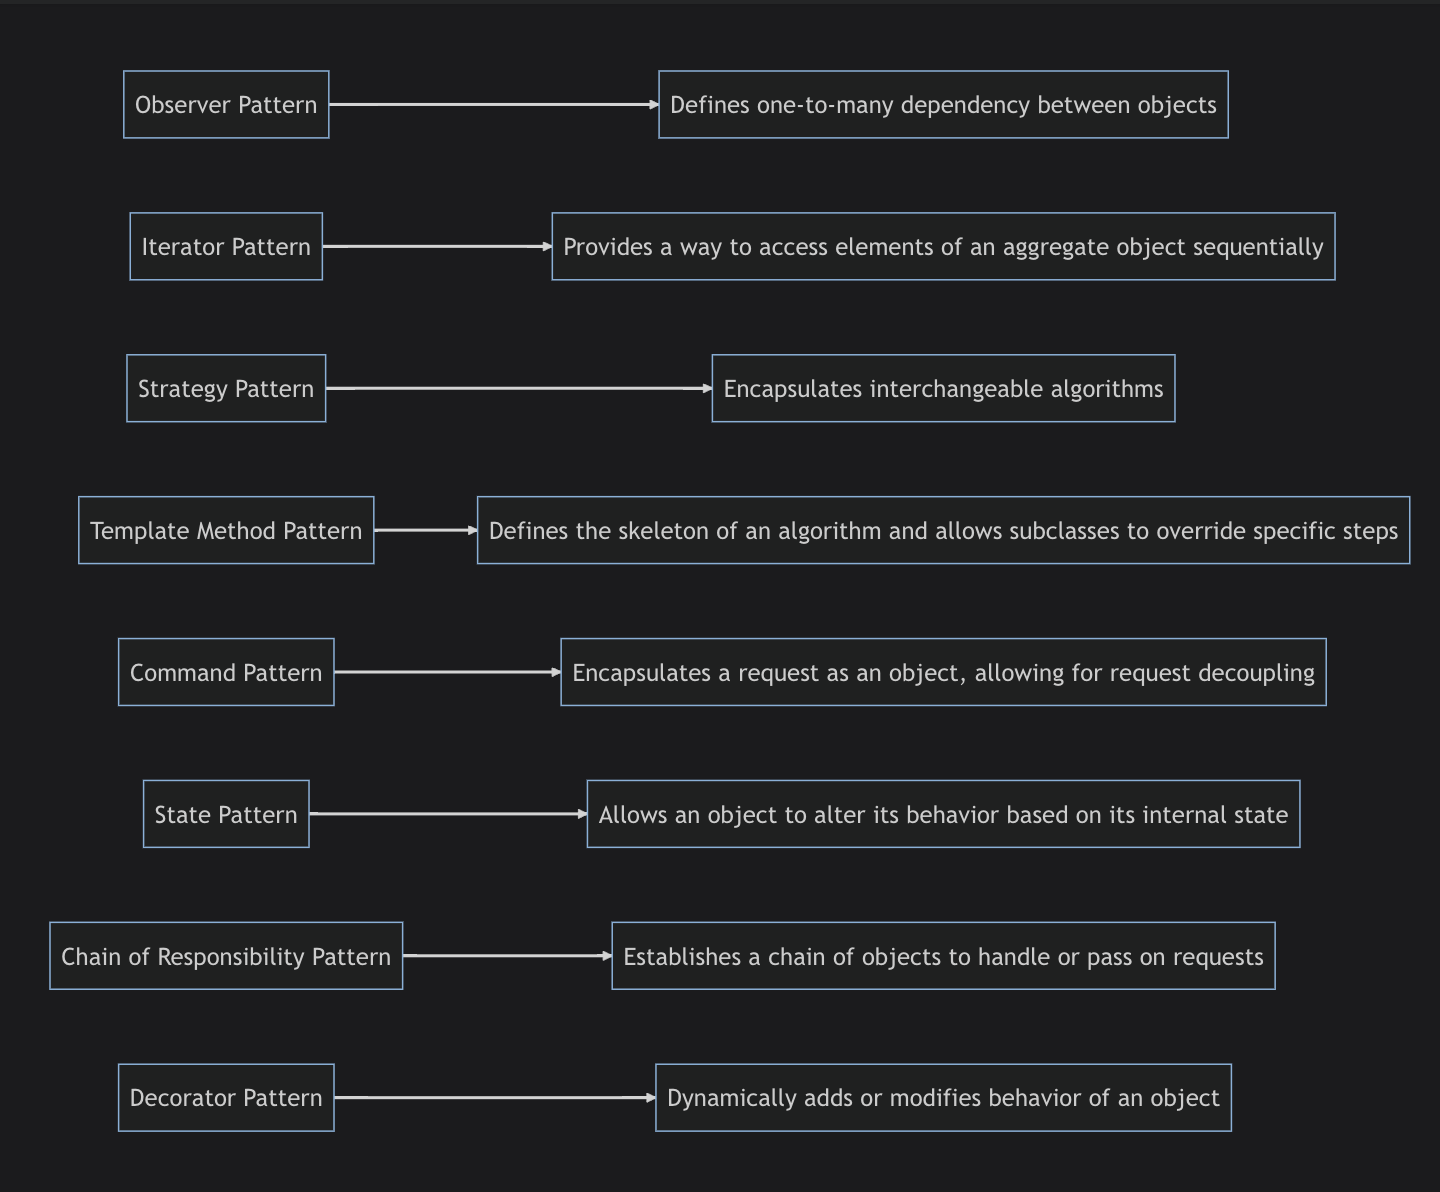 Observer Pattern
Defines one-to-many dependency between objects
Iterator Pattern
Provides a way to access elements of an aggregate object sequentially
Strategy Pattern
Encapsulates interchangeable algorithms
Template Method Pattern
Defines the skeleton of an algorithm and allows subclasses to override specific steps
Command Pattern
Encapsulates a request as an object, allowing for request decoupling
State Pattern
Allows an object to alter its behavior based on its internal state
Chain of Responsibility Pattern
Establishes a chain of objects to handle or pass on requests
Decorator Pattern
Dynamically adds or modifies behavior of an object